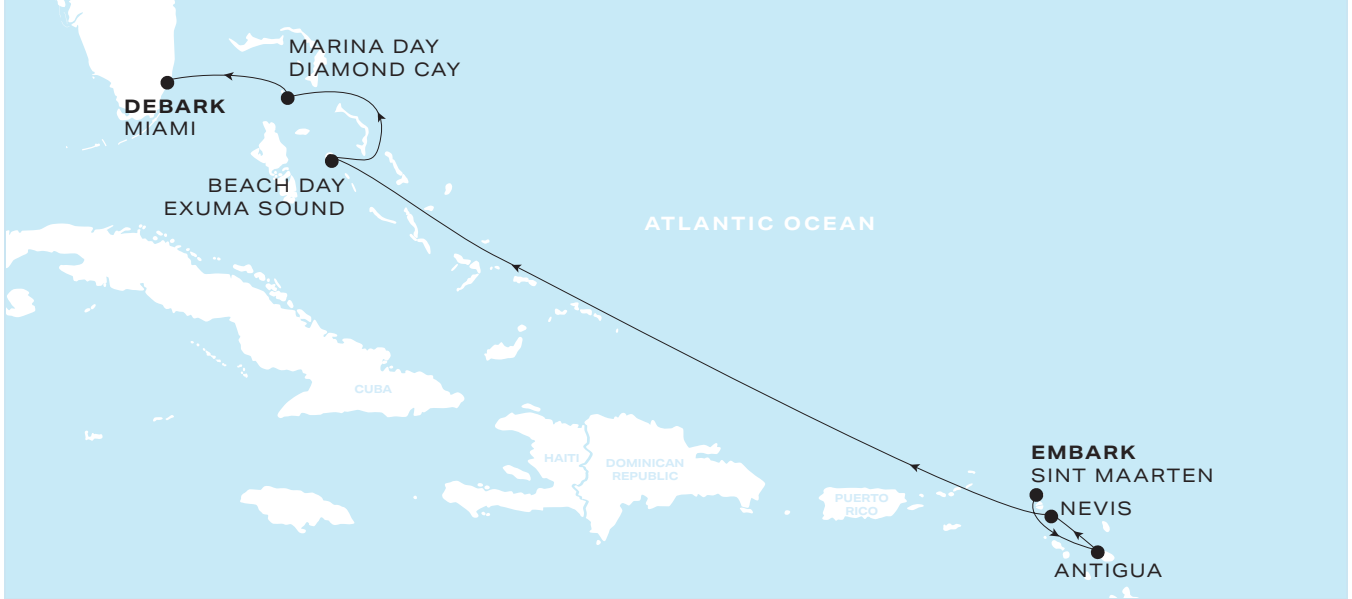 MARINA DAY
DIAMOND CAY
DEBARK
MIAMI
BEACH DAY
EXUMA SOUND
ATLANTIC OCEAN
CUBA
HAITI
DOMINICAN
REPUBLIC
PUERTO
RICO
EMBARK
SINT MAARTEN
NEVIS
ANTIGUA